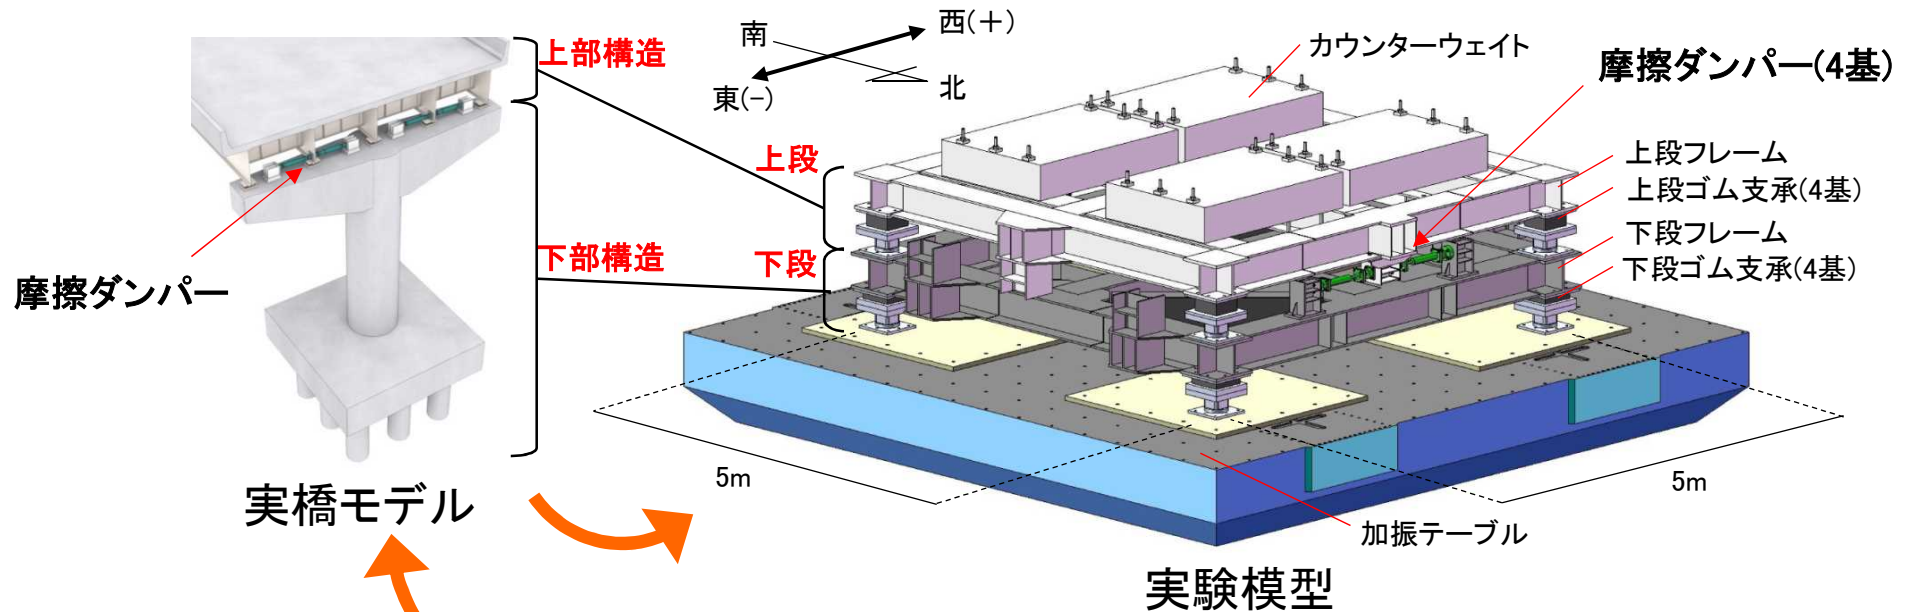 上部構造
下部構造
摩擦ダンパー
実橋モデル
南
西(＋)
東(−)
北
カウンターウェイト
摩擦ダンパー(4基)
上段
下段
上段フレーム
上段ゴム支承(4基)
下段フレーム
下段ゴム支承(4基)
5m
5m
加振テーブル
実験模型